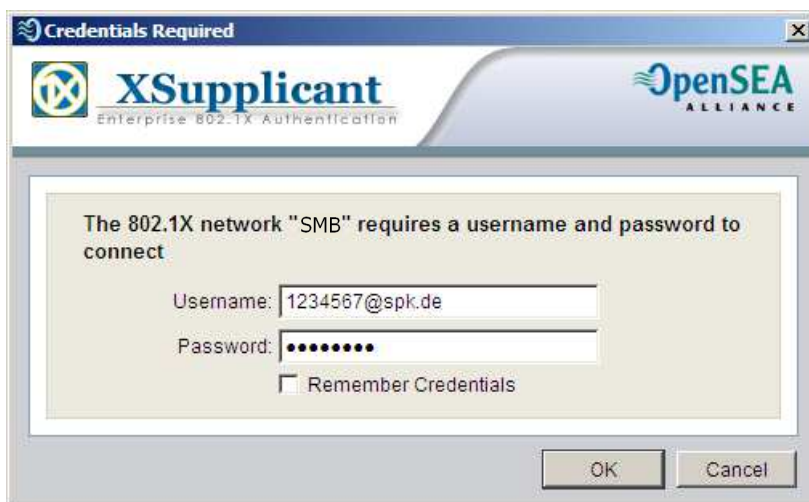 Credentials Required
1X
XSupplicant
Enterprise 802.1X Authentication
OpenSEA
ALLIANCE
The 802.1X network "SMB" requires a username and password to
connect
Username: 1234567@spk.de
Password: ●●●●●●●●
Remember Credentials
OK Cancel